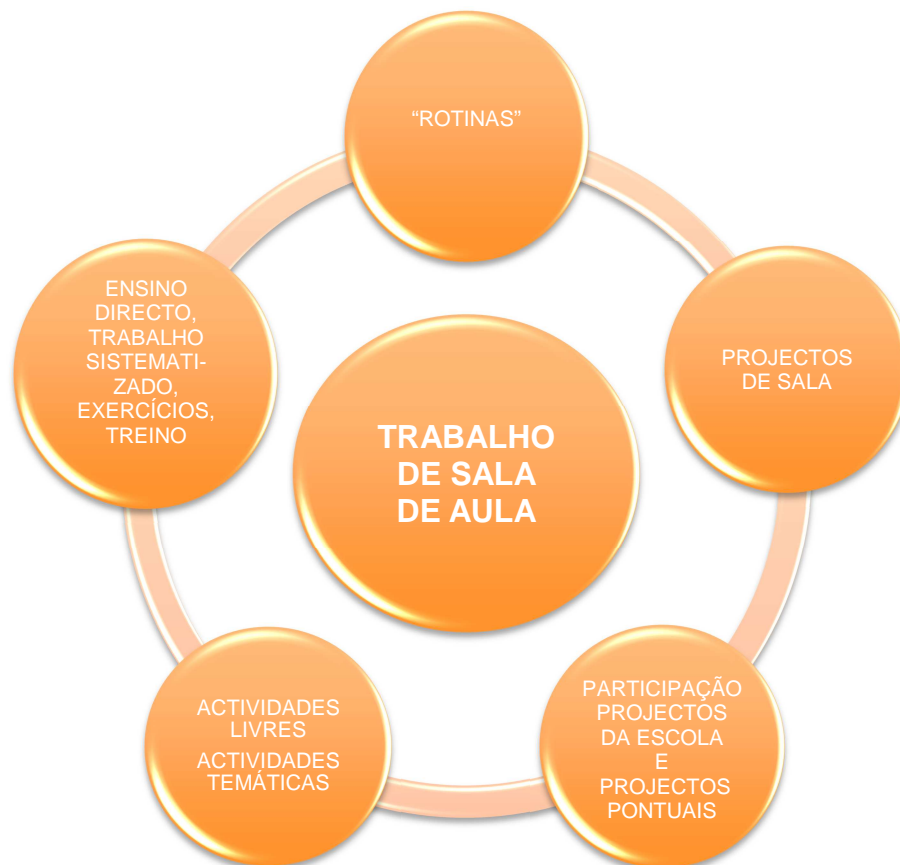 “ROTINAS”
PROJECTOS
DE SALA
PARTICIPAÇÃO
PROJECTOS
DA ESCOLA
E
PROJECTOS
PONTUAIS
ACTIVIDADES
LIVRES
ACTIVIDADES
TEMÁTICAS
ENSINO
DIRECTO,
TRABALHO
SISTEMATI-
ZADO,
EXERCÍCIOS,
TREINO
TRABALHO
DE SALA
DE AULA